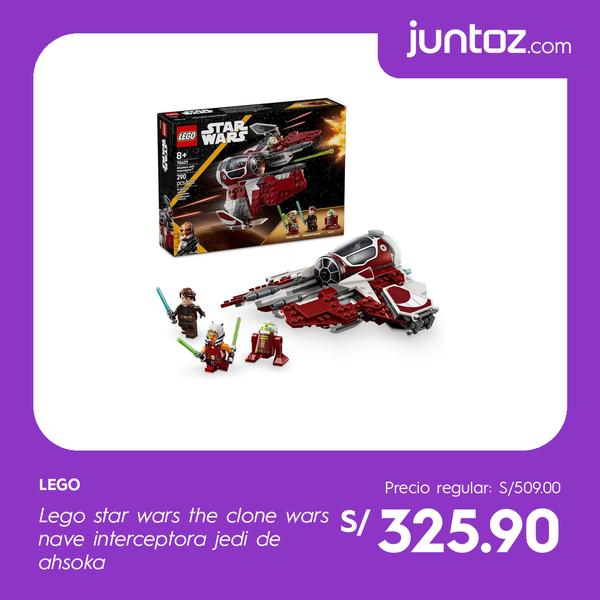 juntoz.com
LEGO
STAR
WARS
8+
75401
290
LEGO
Precio regular: S/509.00
Lego star wars the clone wars
nave interceptora jedi de
ahsoka
S/ 325.90